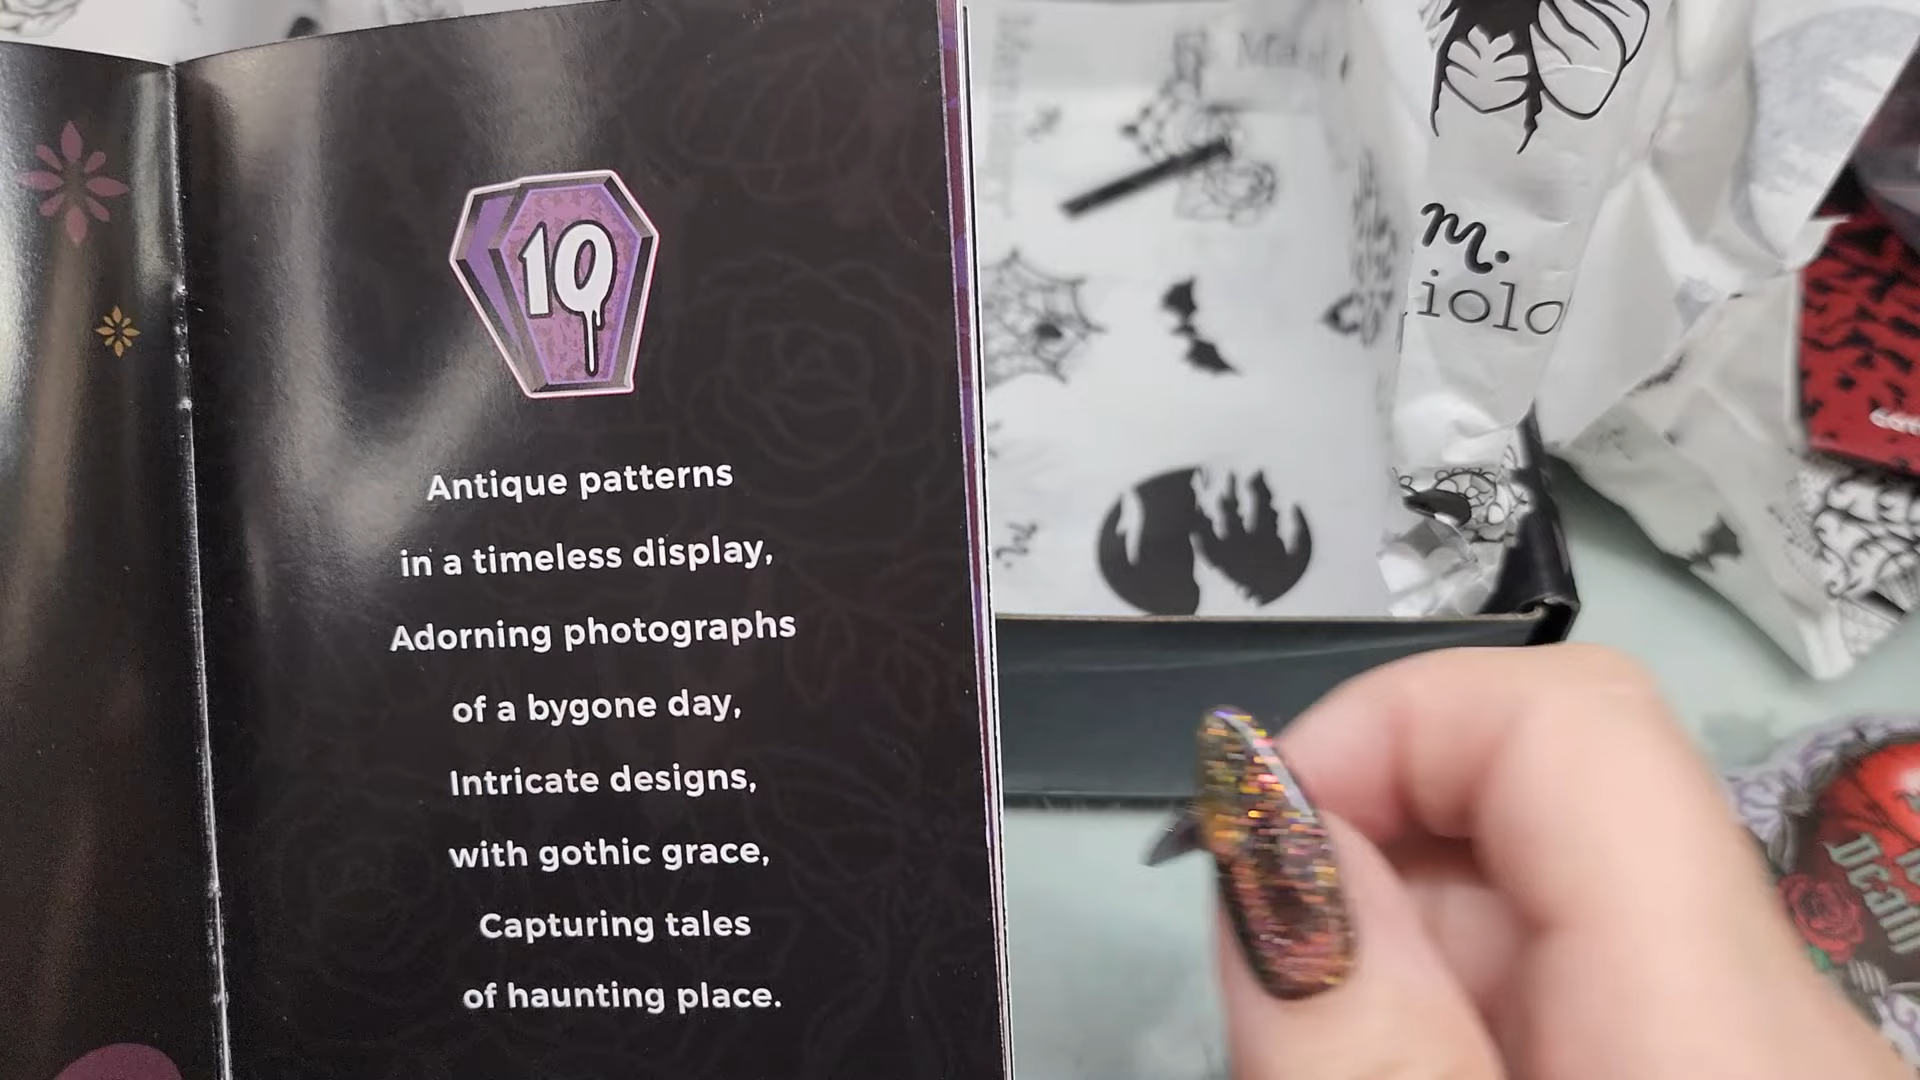 10
Antique patterns
in a timeless display,
Adorning photographs
of a bygone day,
Intricate designs,
with gothic grace,
Capturing tales
of haunting place.
m.
iolo